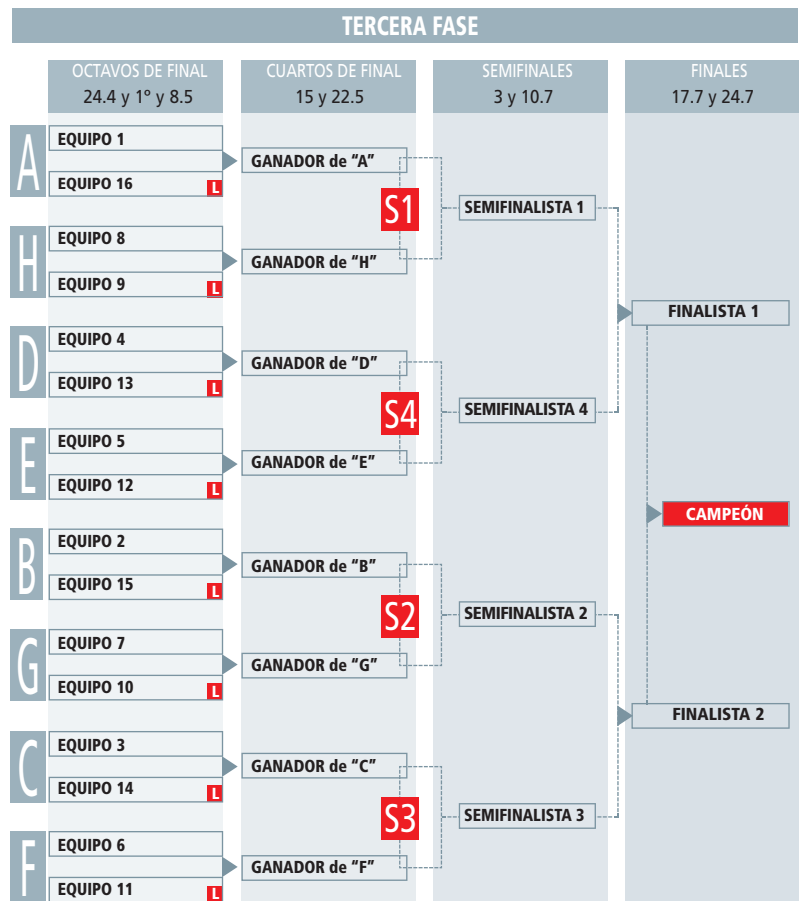 TERCERA FASE
OCTAVOS DE FINAL
24.4 y 1° y 8.5
CUARTOS DE FINAL
15 y 22.5
SEMIFINALES
3 y 10.7
FINALES
17.7 y 24.7
A
EQUIPO 1
EQUIPO 16 L
GANADOR de “A”
S1
SEMIFINALISTA 1
H
EQUIPO 8
EQUIPO 9 L
GANADOR de “H”
FINALISTA 1
D
EQUIPO 4
EQUIPO 13 L
GANADOR de “D”
S4
SEMIFINALISTA 4
E
EQUIPO 5
EQUIPO 12 L
GANADOR de “E”
CAMPEÓN
B
EQUIPO 2
EQUIPO 15 L
GANADOR de “B”
S2
SEMIFINALISTA 2
G
EQUIPO 7
EQUIPO 10 L
GANADOR de “G”
FINALISTA 2
C
EQUIPO 3
EQUIPO 14 L
GANADOR de “C”
S3
SEMIFINALISTA 3
F
EQUIPO 6
EQUIPO 11 L
GANADOR de “F”